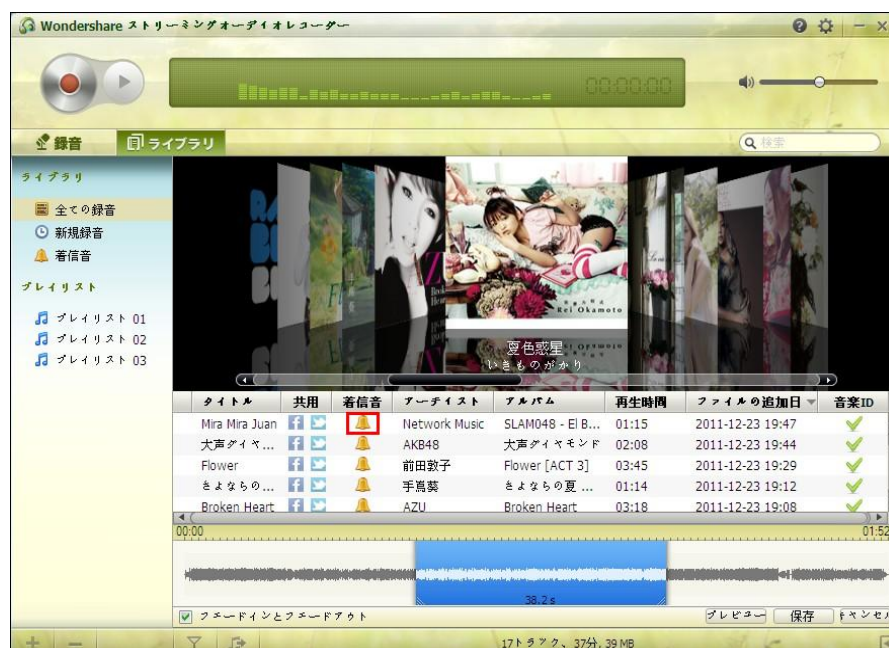 Wondershare ストリーミングオーディオレコーダー
00:00:00
録音
ライブラリ
検索
ライブラリ
全ての録音
新規録音
着信音
プレイリスト
プレイリスト 01
プレイリスト 02
プレイリスト 03
Rei Okamoto
夏色惑星
いきものがかり
タイトル 共用 着信音 アーティスト アルバム 再生時間 ファイルの追加日 音楽ID
Mira Mira Juan Network Music SLAM048 - El B... 01:15 2011-12-23 19:47
大声ダイヤ... AKB48 大声ダイヤモンド 02:08 2011-12-23 19:44
Flower 前田敦子 Flower [ACT 3] 03:45 2011-12-23 19:29
さよならの... 手嶌葵 さよならの夏 ... 01:14 2011-12-23 19:12
Broken Heart AZU Broken Heart 03:18 2011-12-23 19:08
00:00 01:52
38.2 s
フェードインとフェードアウト プレビュー 保存 キャンセル
17トラック、37分, 39 MB